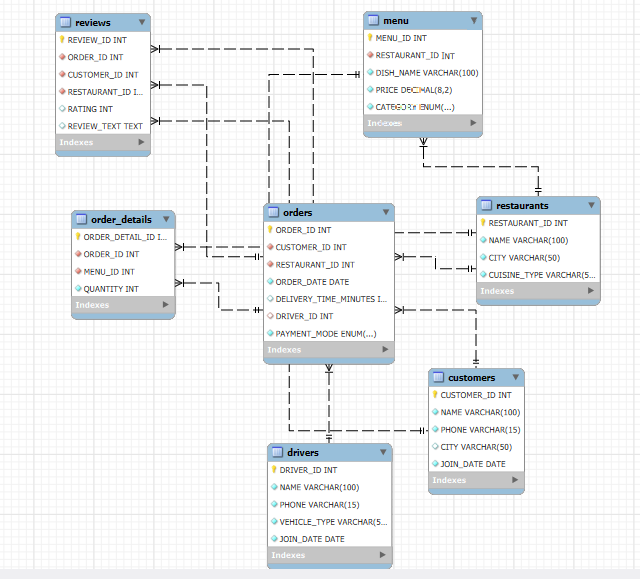 reviews
REVIEW_ID INT
ORDER_ID INT
CUSTOMER_ID INT
RESTAURANT_ID I...
RATING INT
REVIEW_TEXT TEXT
Indexes
menu
MENU_ID INT
RESTAURANT_ID INT
DISH_NAME VARCHAR(100)
PRICE DECIMAL(8,2)
CATEGORY ENUM(...)
Indexes
order_details
ORDER_DETAIL_ID I...
ORDER_ID INT
MENU_ID INT
QUANTITY INT
Indexes
orders
ORDER_ID INT
CUSTOMER_ID INT
RESTAURANT_ID INT
ORDER_DATE DATE
DELIVERY_TIME_MINUTES I...
DRIVER_ID INT
PAYMENT_MODE ENUM(...)
Indexes
restaurants
RESTAURANT_ID INT
NAME VARCHAR(100)
CITY VARCHAR(50)
CUISINE_TYPE VARCHAR(5...
Indexes
customers
CUSTOMER_ID INT
NAME VARCHAR(100)
PHONE VARCHAR(15)
CITY VARCHAR(50)
JOIN_DATE DATE
Indexes
drivers
DRIVER_ID INT
NAME VARCHAR(100)
PHONE VARCHAR(15)
VEHICLE_TYPE VARCHAR(5...
JOIN_DATE DATE
Indexes